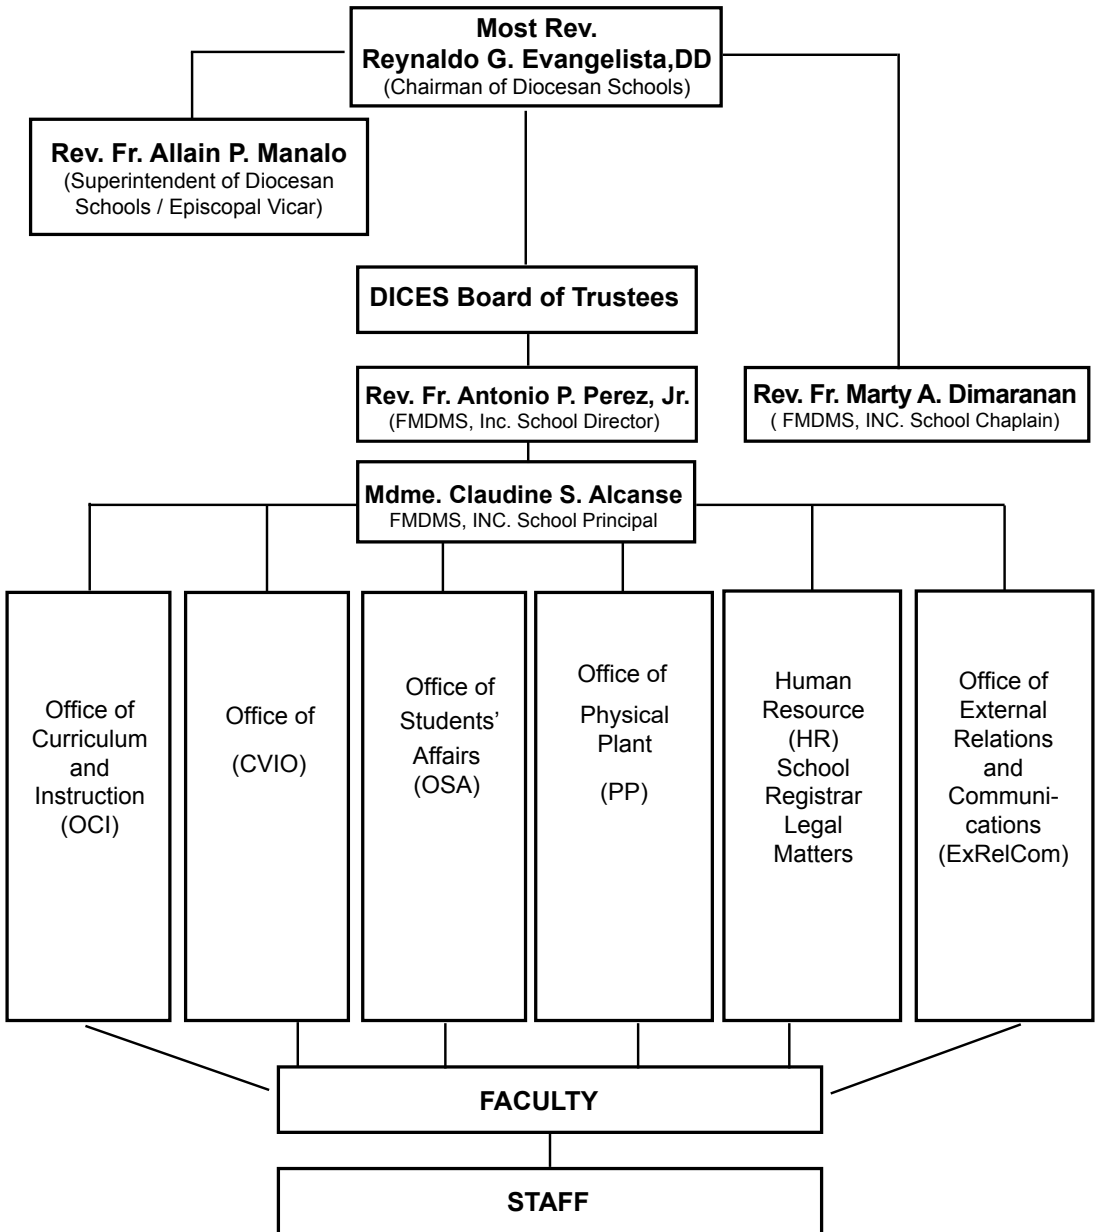 Most Rev.
Reynaldo G. Evangelista,DD
(Chairman of Diocesan Schools)
Rev. Fr. Allain P. Manalo
(Superintendent of Diocesan
Schools / Episcopal Vicar)
DICES Board of Trustees
Rev. Fr. Antonio P. Perez, Jr.
(FMDMS, Inc. School Director)
Rev. Fr. Marty A. Dimaranan
( FMDMS, INC. School Chaplain)
Mdme. Claudine S. Alcanse
FMDMS, INC. School Principal
Office of
Curriculum
and
Instruction
(OCI)
Office of
(CVIO)
Office of
Students’
Affairs
(OSA)
Office of
Physical
Plant
(PP)
Human
Resource
(HR)
School
Registrar
Legal
Matters
Office of
External
Relations
and
Communi-
cations
(ExRelCom)
FACULTY
STAFF